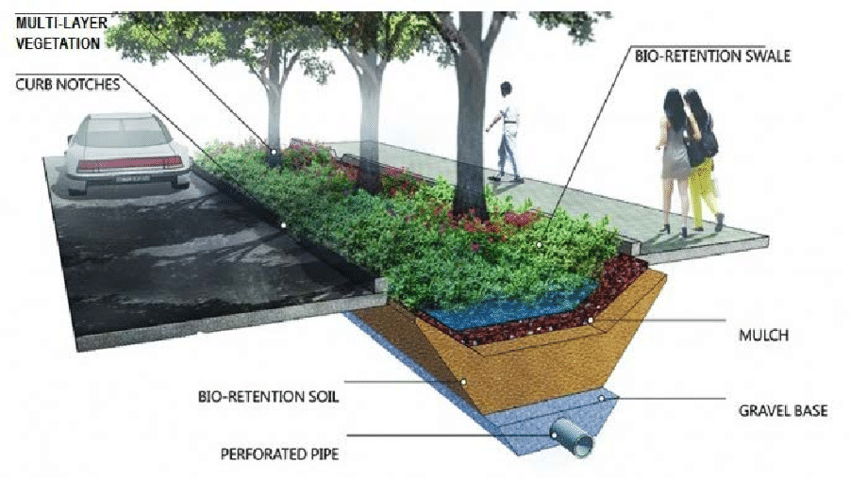 MULTI-LAYER
VEGETATION
BIO-RETENTION SWALE
CURB NOTCHES
MULCH
BIO-RETENTION SOIL
GRAVEL BASE
PERFORATED PIPE